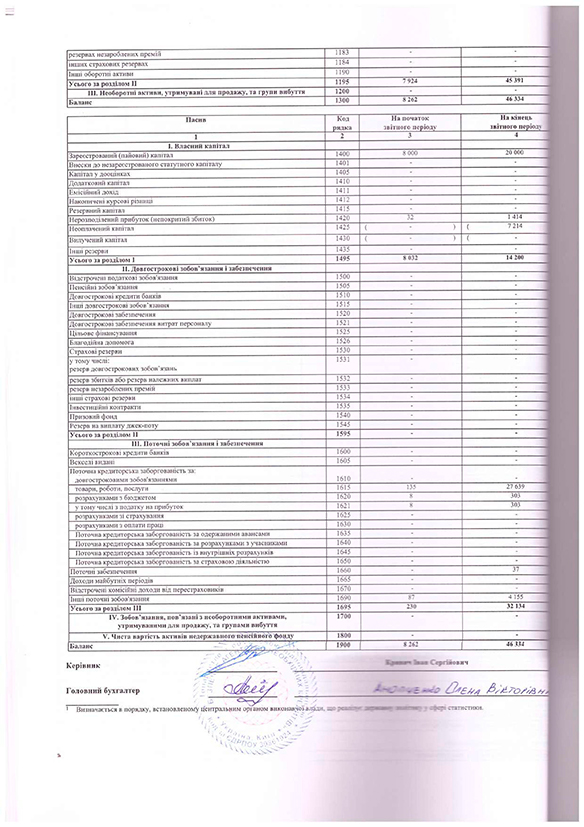 резервах незароблених премій 1183 - -
інших страхових резервах 1184 - -
Інші оборотні активи 1190 - -
Усього за розділом II 1195 7 924 45 391
III. Необоротні активи, утримувані для продажу, та групи вибуття 1200 - -
Баланс 1300 8 262 46 334
Пасив Код рядка На початок звітного періоду На кінець звітного періоду
1 2 3 4
I. Власний капітал
Зареєстрований (пайовий) капітал 1400 8 000 20 000
Внески до незареєстрованого статутного капіталу 1401 - -
Капітал у дооцінках 1405 - -
Додатковий капітал 1410 - -
Емісійний дохід 1411 - -
Накопичені курсові різниці 1412 - -
Резервний капітал 1415 - -
Нерозподілений прибуток (непокритий збиток) 1420 32 1 414
Неоплачений капітал 1425 ( - ) ( 7 214
Вилучений капітал 1430 ( - ) ( -
Інші резерви 1435 - -
Усього за розділом I 1495 8 032 14 200
II. Довгострокові зобов'язання і забезпечення
Відстрочені податкові зобов'язання 1500 - -
Пенсійні зобов'язання 1505 - -
Довгострокові кредити банків 1510 - -
Інші довгострокові зобов'язання 1515 - -
Довгострокові забезпечення 1520 - -
Довгострокові забезпечення витрат персоналу 1521 - -
Цільове фінансування 1525 - -
Благодійна допомога 1526 - -
Страхові резерви 1530 - -
у тому числі: 1531 - -
резерв довгострокових зобов'язань
резерв збитків або резерв належних виплат 1532 - -
резерв незароблених премій 1533 - -
інші страхові резерви 1534 - -
Інвестиційні контракти 1535 - -
Призовий фонд 1540 - -
Резерв на виплату джек-поту 1545 - -
Усього за розділом II 1595 - -
III. Поточні зобов'язання і забезпечення
Короткострокові кредити банків 1600 - -
Векселі видані 1605 - -
Поточна кредиторська заборгованість за:
довгостроковими зобов'язаннями 1610 - -
товари, роботи, послуги 1615 135 27 639
розрахунками з бюджетом 1620 8 303
у тому числі з податку на прибуток 1621 8 303
розрахунками зі страхування 1625 - -
розрахунками з оплати праці 1630 - -
Поточна кредиторська заборгованість за одержаними авансами 1635 - -
Поточна кредиторська заборгованість за розрахунками з учасниками 1640 - -
Поточна кредиторська заборгованість із внутрішніх розрахунків 1645 - -
Поточна кредиторська заборгованість за страховою діяльністю 1650 - -
Поточні забезпечення 1660 - 37
Доходи майбутніх періодів 1665 - -
Відстрочені комісійні доходи від перестраховиків 1670 - -
Інші поточні зобов'язання 1690 87 4 155
Усього за розділом III 1695 230 32 134
IV. Зобов'язання, пов'язані з необоротними активами, утримуваними для продажу, та групами вибуття 1700 - -
V. Чиста вартість активів недержавного пенсійного фонду 1800 - -
Баланс 1900 8 262 46 334
Керівник Іван Сергійович
Головний бухгалтер Олена Вікторівна
1 Визначається в порядку, встановленому центральним органом виконавчої влади, що реалізує державну політику у сфері статистики.